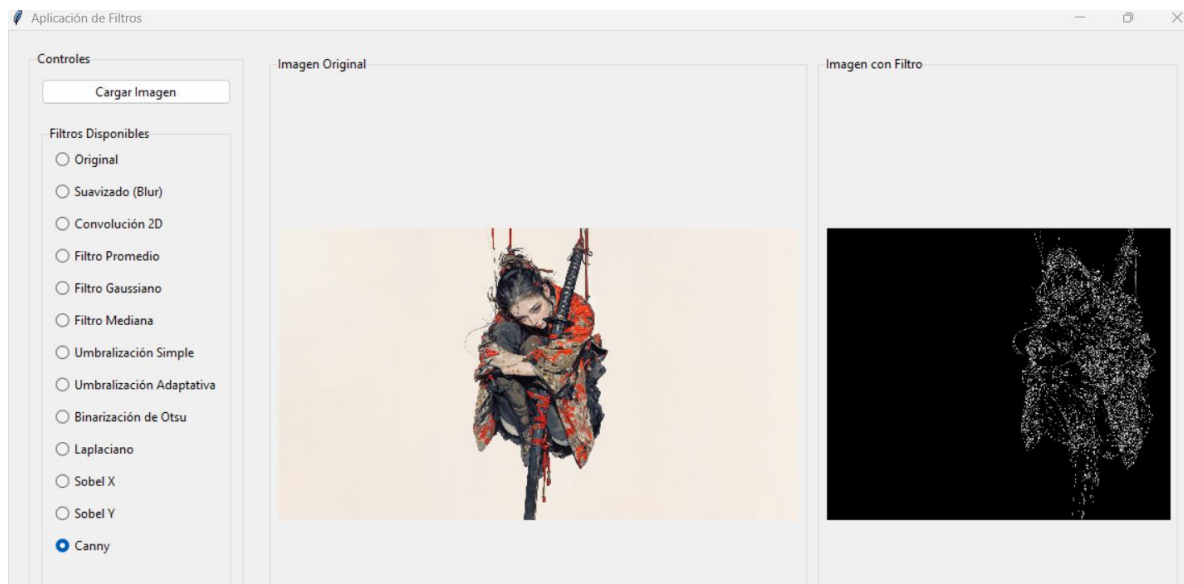 Aplicación de Filtros
Controles
Cargar Imagen
Filtros Disponibles
Original
Suavizado (Blur)
Convolución 2D
Filtro Promedio
Filtro Gaussiano
Filtro Mediana
Umbralización Simple
Umbralización Adaptativa
Binarización de Otsu
Laplaciano
Sobel X
Sobel Y
Canny
Imagen Original
Imagen con Filtro